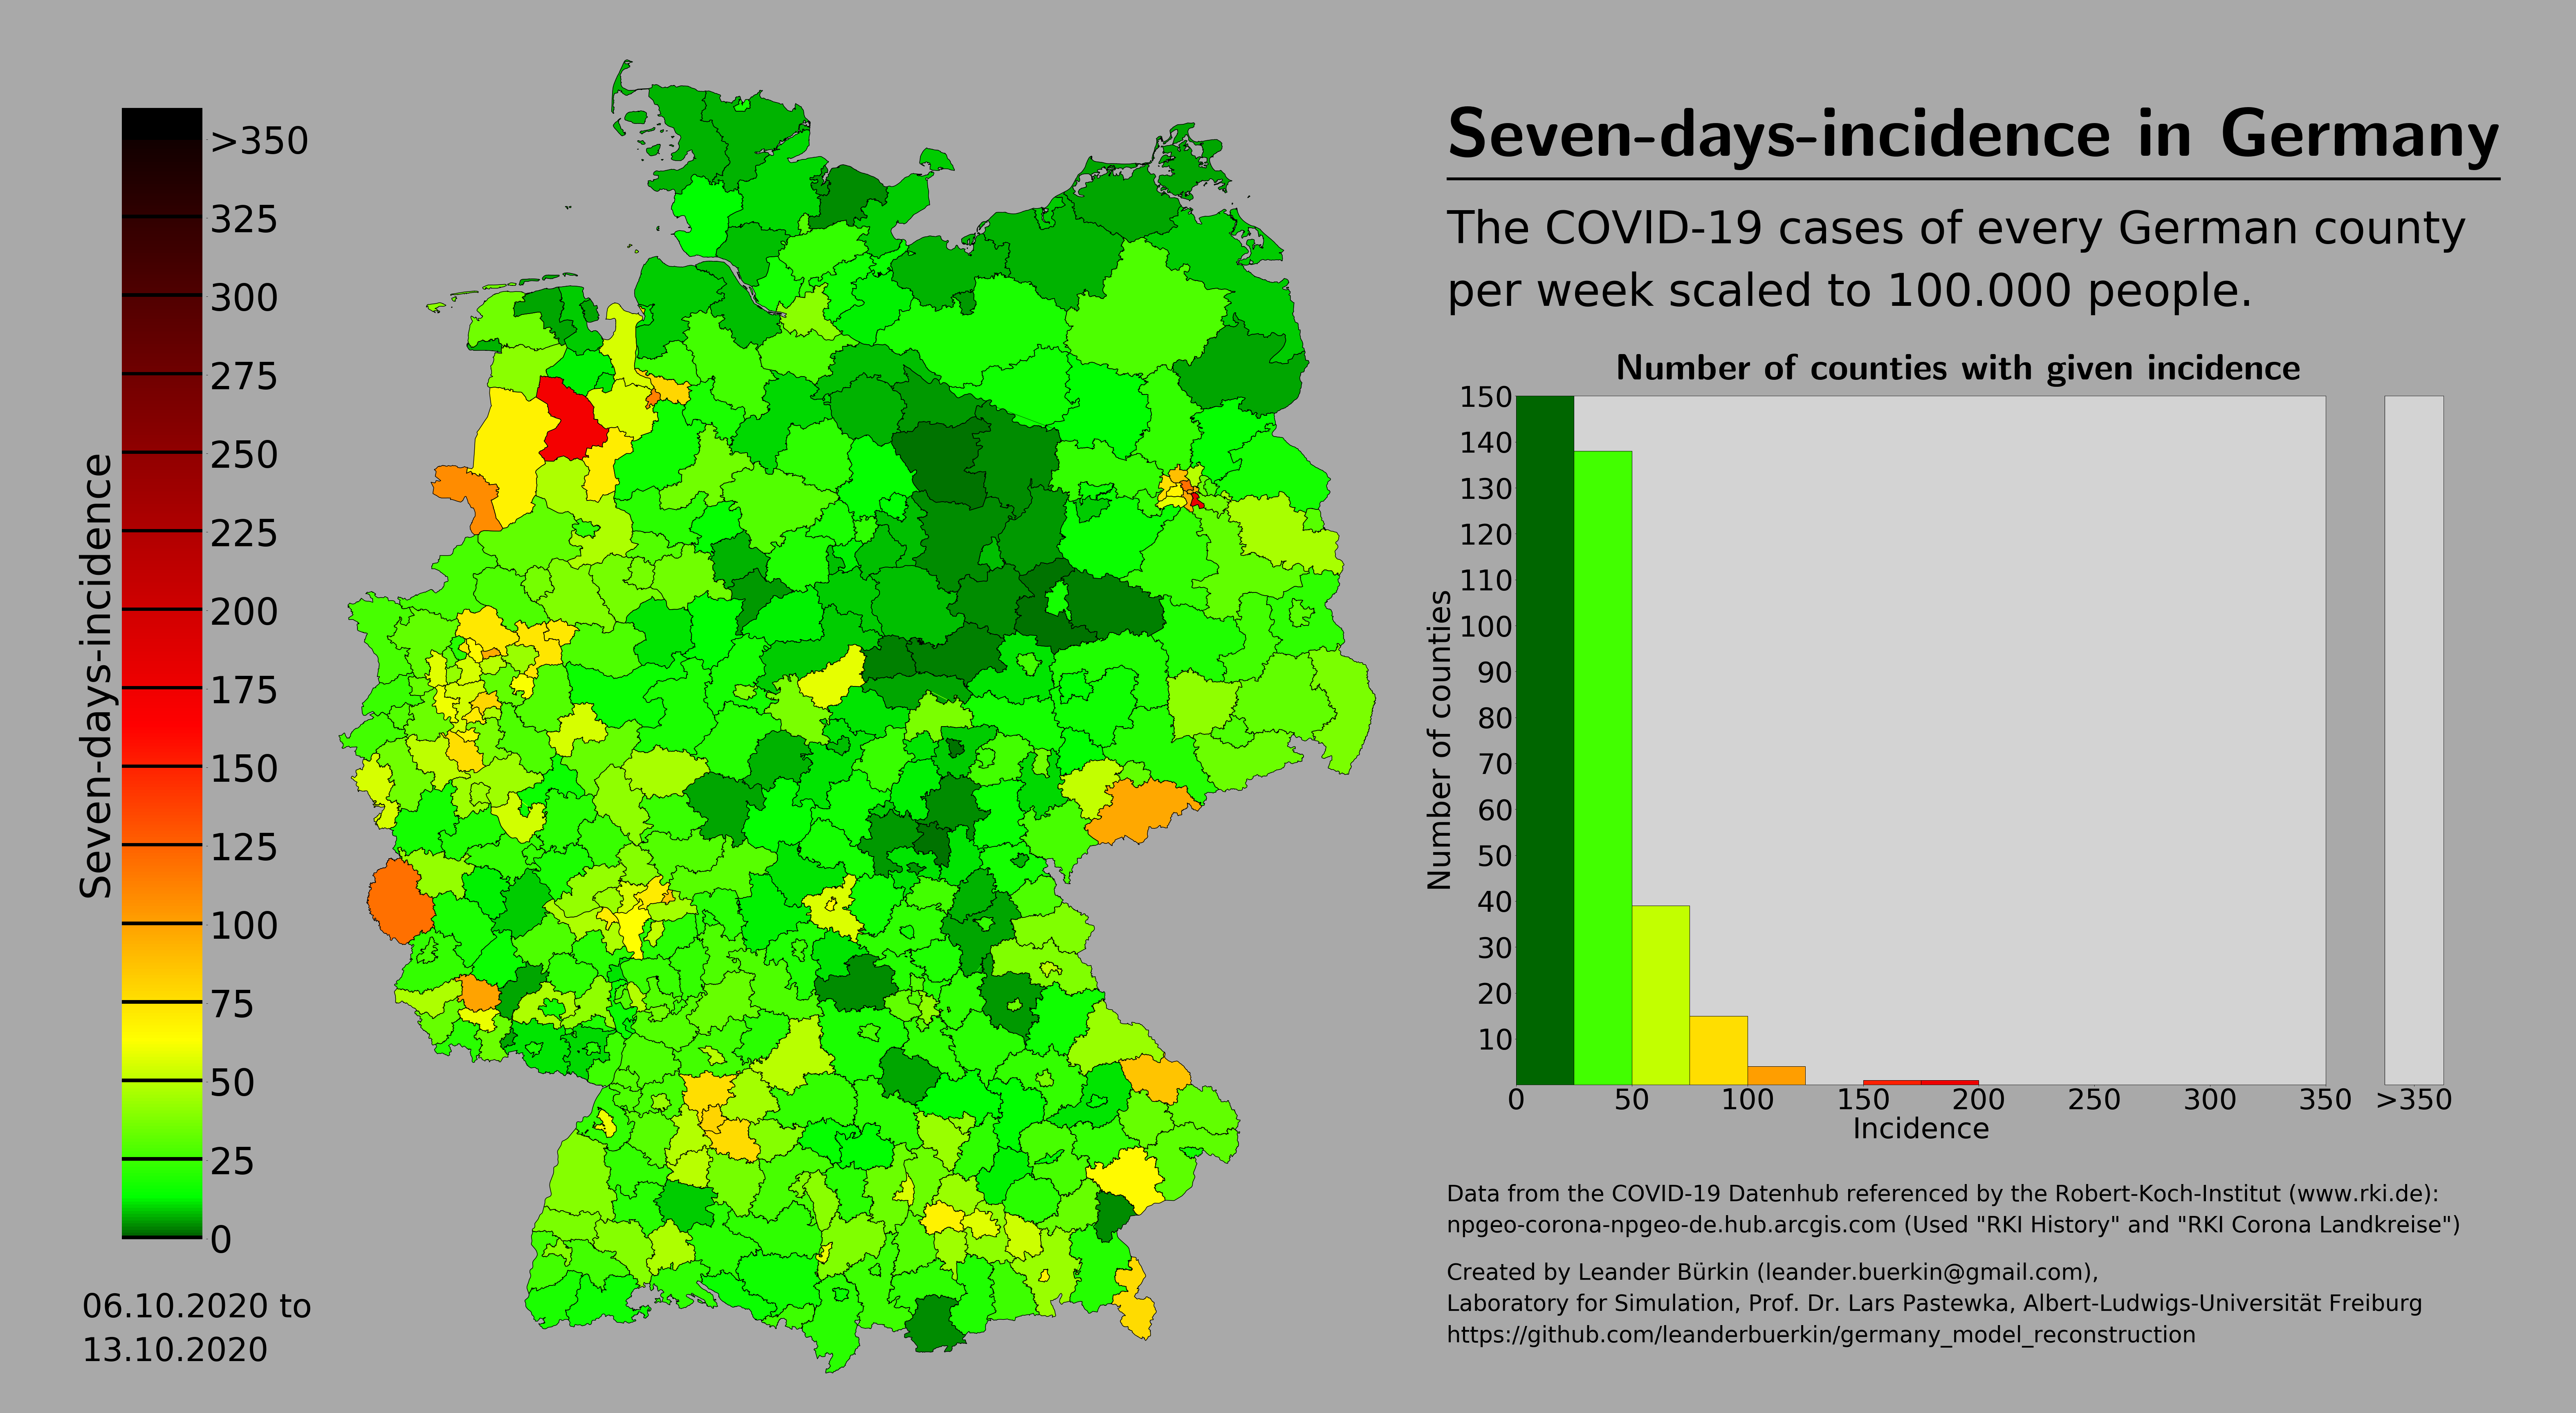 Seven-days-incidence in Germany
The COVID-19 cases of every German county
per week scaled to 100.000 people.
Seven-days-incidence
>350
325
300
275
250
225
200
175
150
125
100
75
50
25
0
06.10.2020 to
13.10.2020
Number of counties with given incidence
Number of counties
150
140
130
120
110
100
90
80
70
60
50
40
30
20
10
0 50 100 150 200 250 300 350 >350
Incidence
Data from the COVID-19 Datenhub referenced by the Robert-Koch-Institut (www.rki.de):
npgeo-corona-npgeo-de.hub.arcgis.com (Used "RKI History" and "RKI Corona Landkreise")
Created by Leander Bürkin (leander.buerkin@gmail.com),
Laboratory for Simulation, Prof. Dr. Lars Pastewka, Albert-Ludwigs-Universität Freiburg
https://github.com/leanderbuerkin/germany_model_reconstruction